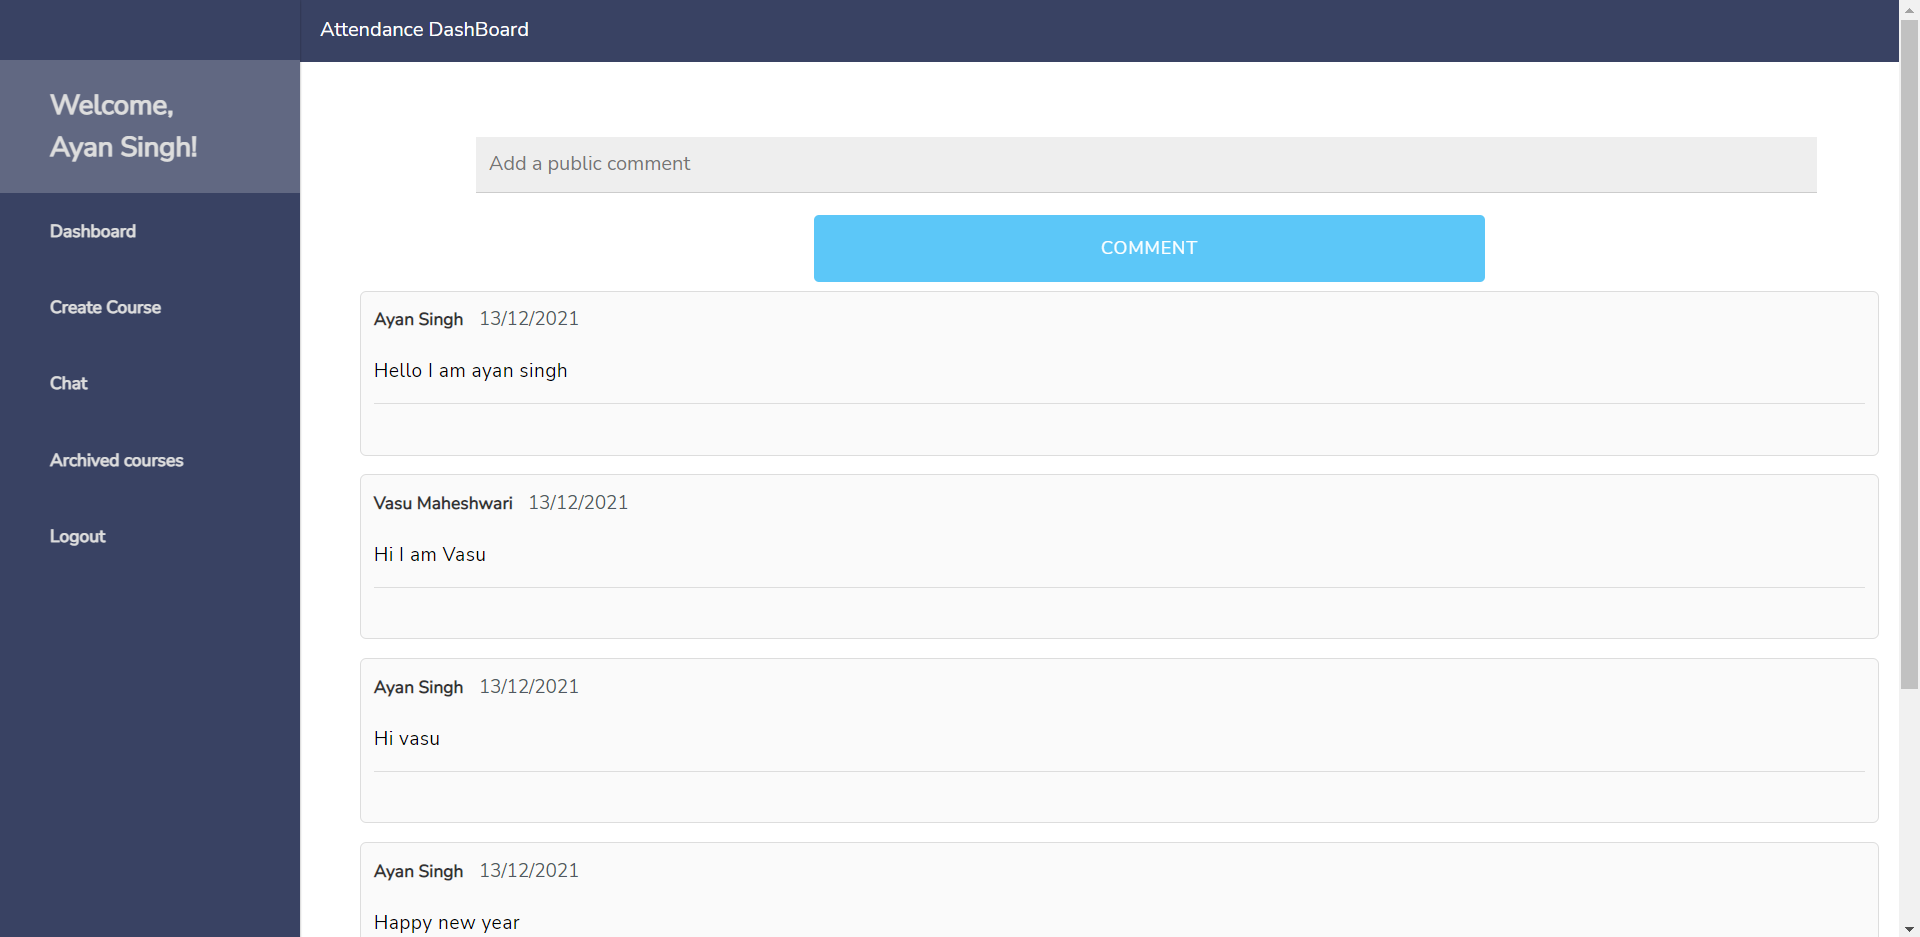 Attendance DashBoard
Welcome,
Ayan Singh!
Dashboard
Create Course
Chat
Archived courses
Logout
Add a public comment
COMMENT
Ayan Singh 13/12/2021
Hello I am ayan singh
Vasu Maheshwari 13/12/2021
Hi I am Vasu
Ayan Singh 13/12/2021
Hi vasu
Ayan Singh 13/12/2021
Happy new year